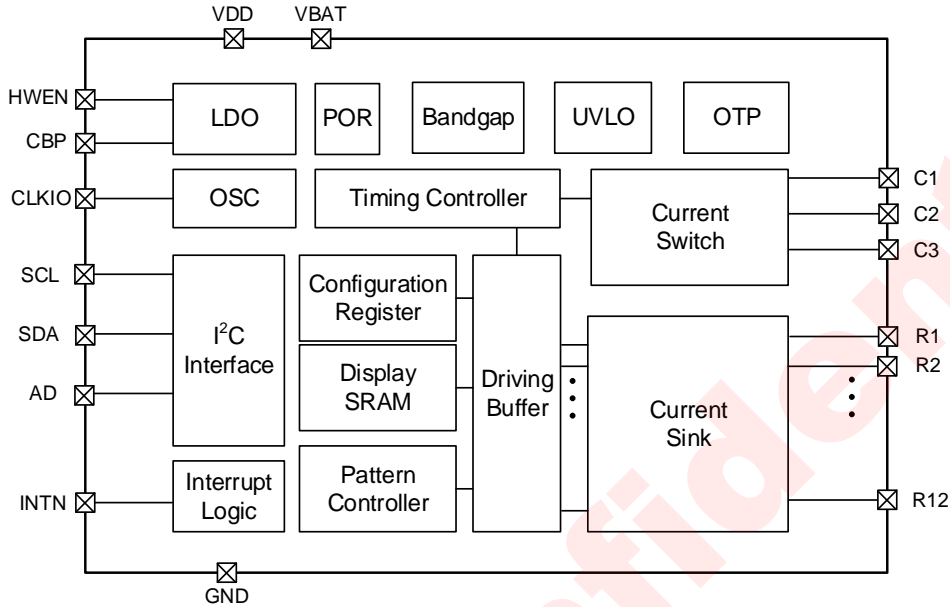 VDD
VBAT
HWEN
CBP
CLKIO
SCL
SDA
AD
INTN
GND
LDO
POR
Bandgap
UVLO
OTP
OSC
Timing Controller
Current
Switch
I²C
Interface
Configuration
Register
Display
SRAM
Driving
Buffer
Current
Sink
Interrupt
Logic
Pattern
Controller
C1
C2
C3
R1
R2
R12